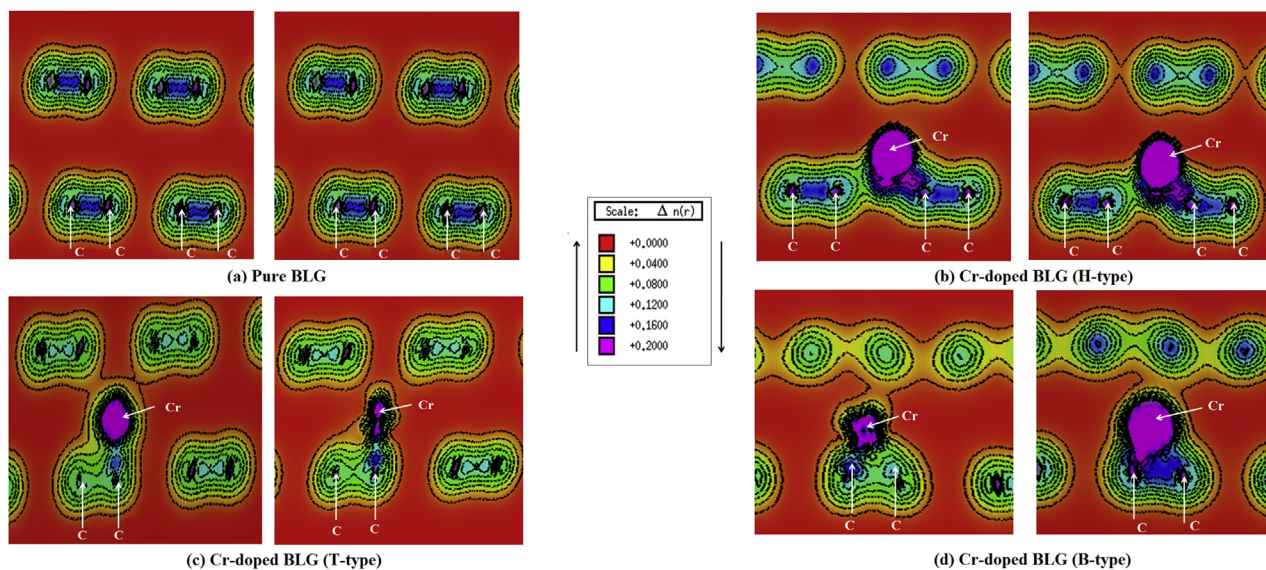 Cr
Cr
C C C C
C C C C
C C C C
C C C C
(a) Pure BLG
(b) Cr-doped BLG (H-type)
Scale: Δ n(r)
+0.0000
+0.0400
+0.0800
+0.1200
+0.1600
+0.2000
Cr
Cr
Cr
Cr
C C
C C
C C
C C
(c) Cr-doped BLG (T-type)
(d) Cr-doped BLG (B-type)